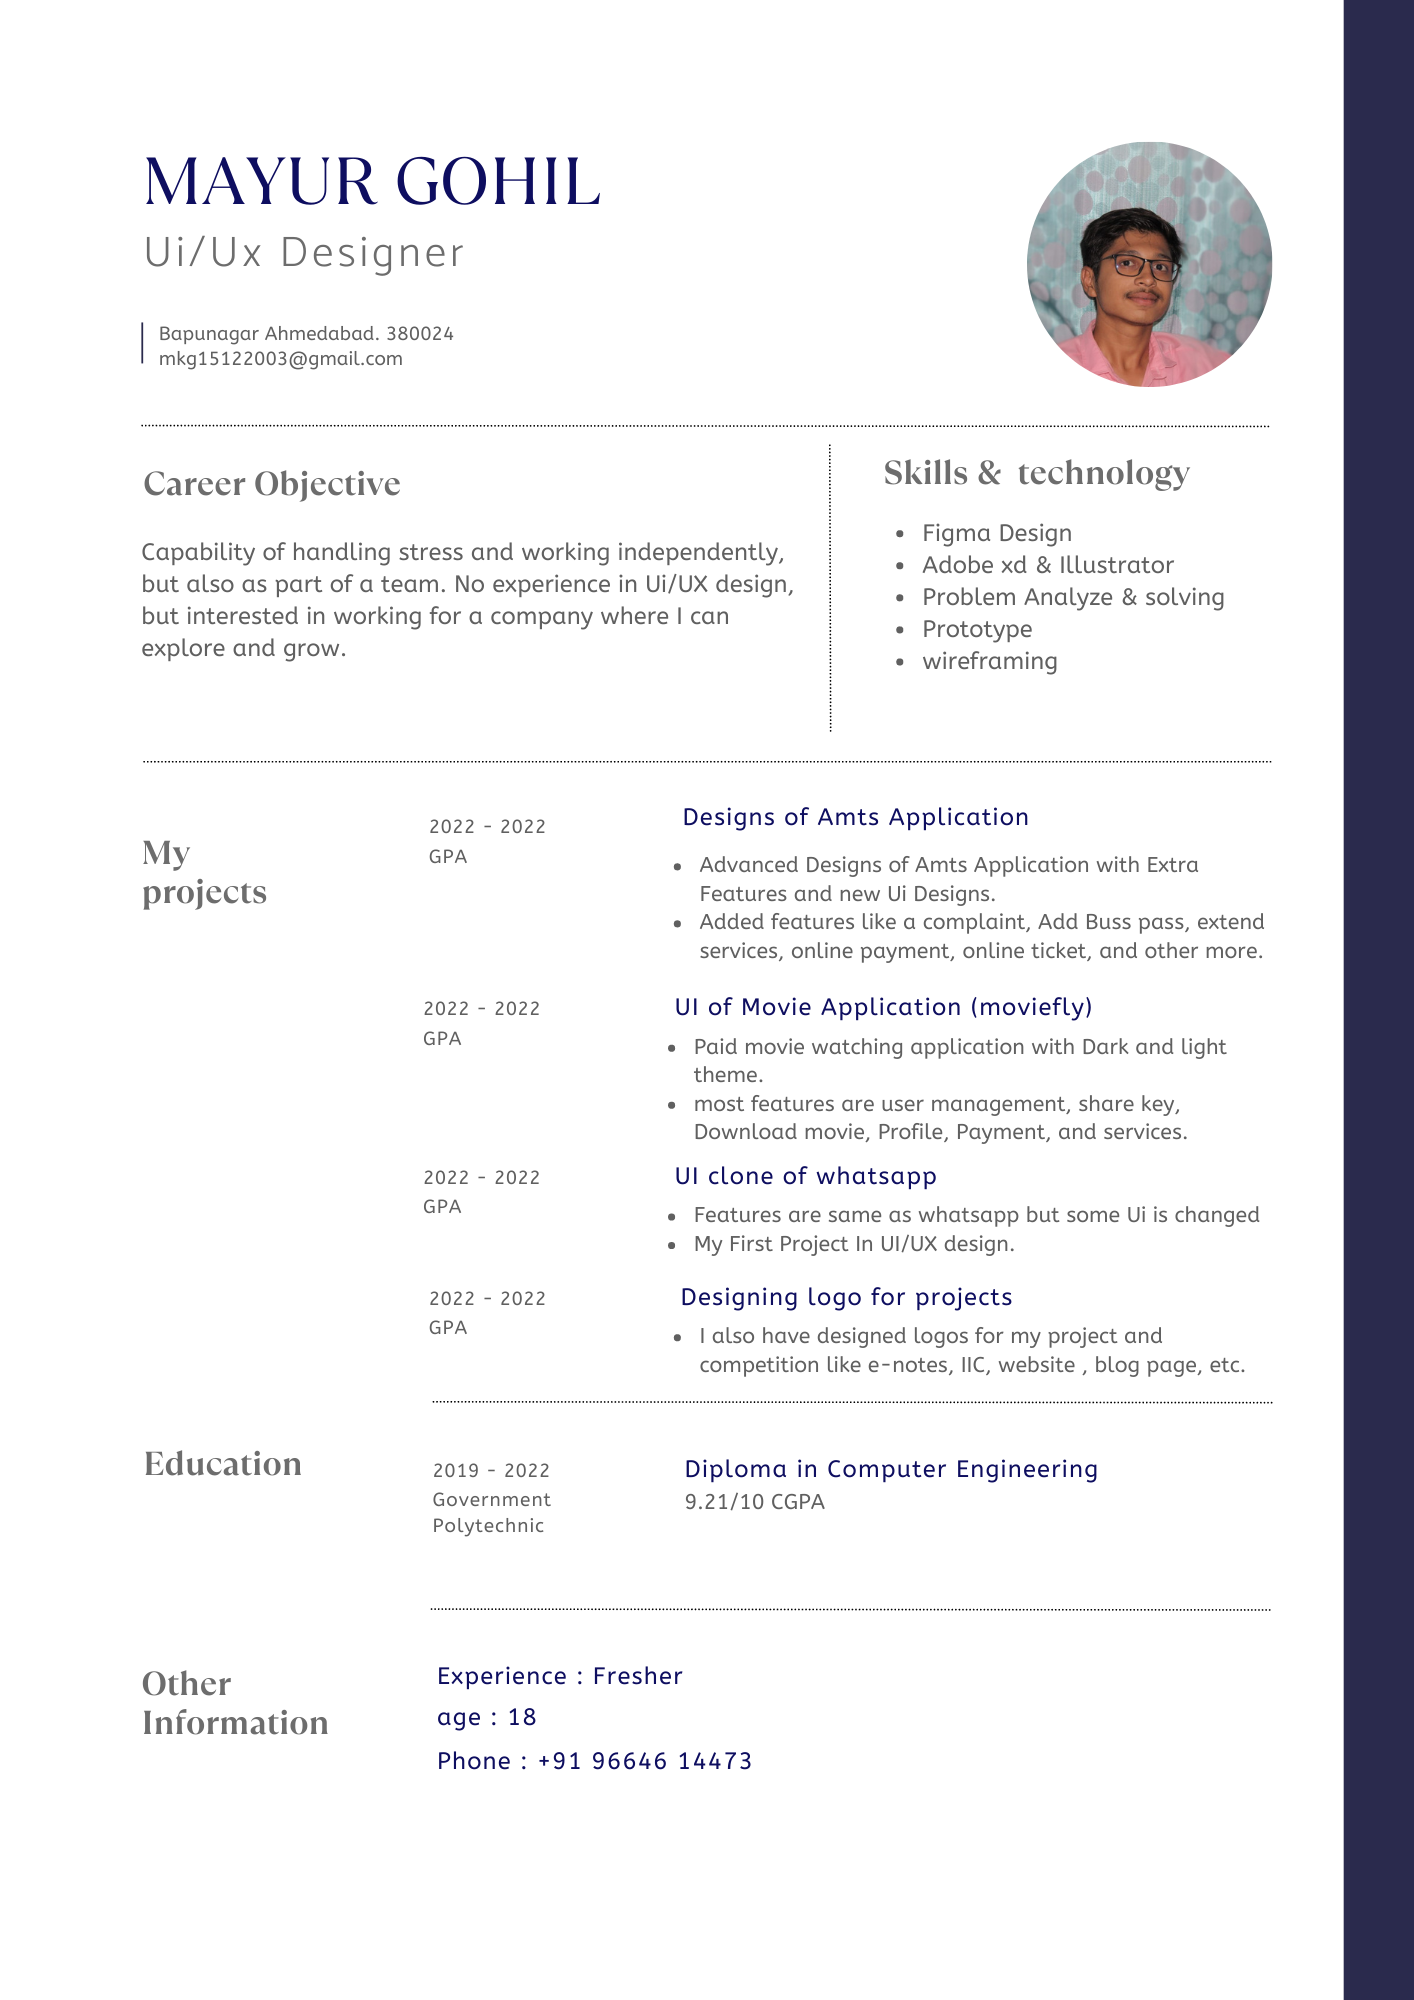 MAYUR GOHIL
Ui/Ux Designer
Bapunagar Ahmedabad. 380024
mkg15122003@gmail.com
Career Objective
Capability of handling stress and working independently,
but also as part of a team. No experience in Ui/UX design,
but interested in working for a company where I can
explore and grow.
Skills & technology
• Figma Design
• Adobe xd & Illustrator
• Problem Analyze & solving
• Prototype
• wireframing
My
projects
2022 - 2022
GPA
Designs of Amts Application
• Advanced Designs of Amts Application with Extra
Features and new Ui Designs.
• Added features like a complaint, Add Buss pass, extend
services, online payment, online ticket, and other more.
2022 - 2022
GPA
UI of Movie Application (moviefly)
• Paid movie watching application with Dark and light
theme.
• most features are user management, share key,
Download movie, Profile, Payment, and services.
2022 - 2022
GPA
UI clone of whatsapp
• Features are same as whatsapp but some Ui is changed
• My First Project In UI/UX design.
2022 - 2022
GPA
Designing logo for projects
• I also have designed logos for my project and
competition like e-notes, IIC, website , blog page, etc.
Education
2019 - 2022
Government
Polytechnic
Diploma in Computer Engineering
9.21/10 CGPA
Other
Information
Experience : Fresher
age : 18
Phone : +91 96646 14473